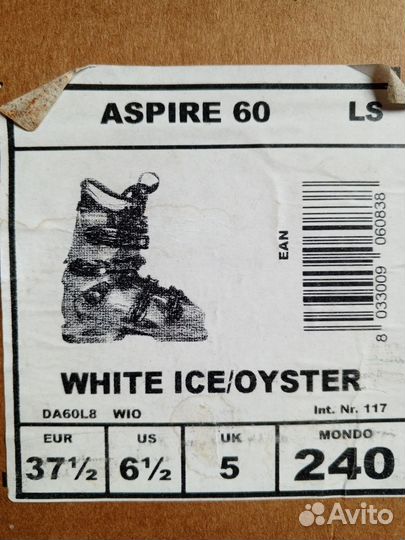 ASPIRE 60 LS
EAN
8 033009 060838
WHITE ICE/OYSTER
DA60L8 WIO Int. Nr. 117
EUR US UK MONDO
37½ 6½ 5 240
Avito